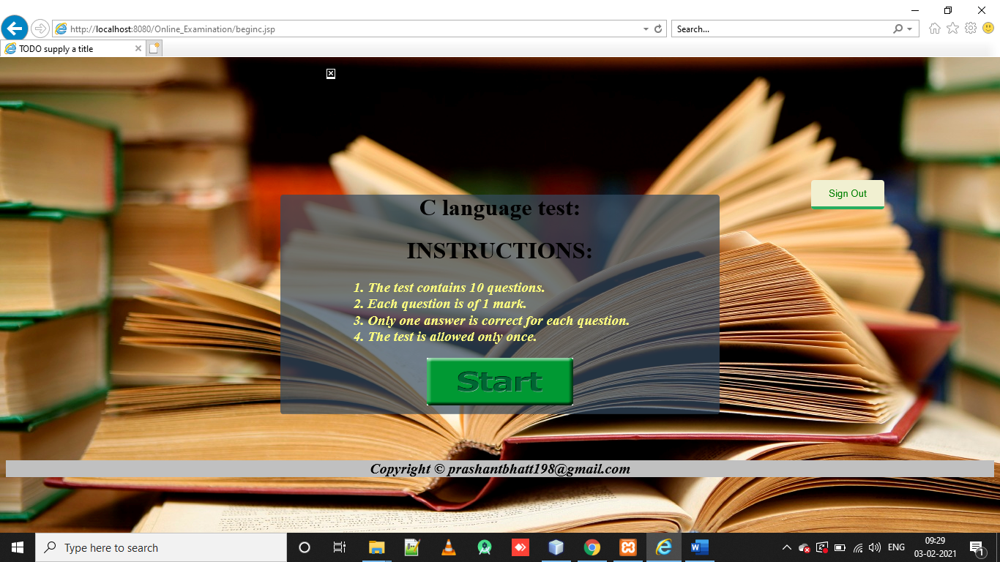 http://localhost:8080/Online_Examination/beginc.jsp
Search...
TODO supply a title
Sign Out
C language test:
INSTRUCTIONS:
1. The test contains 10 questions.
2. Each question is of 1 mark.
3. Only one answer is correct for each question.
4. The test is allowed only once.
Start
Copyright © prashantbhatt198@gmail.com
Type here to search
ENG
09:29
03-02-2021
1